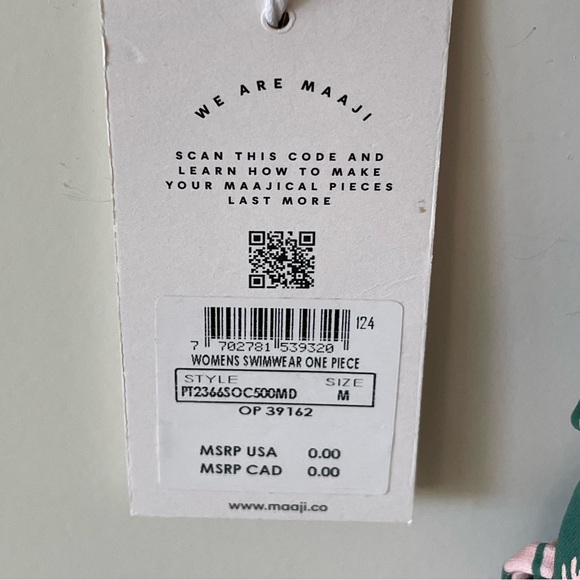 WE ARE MAAJI
SCAN THIS CODE AND
LEARN HOW TO MAKE
YOUR MAAJICAL PIECES
LAST MORE
124
7 702781 539320
WOMENS SWIMWEAR ONE PIECE
STYLE SIZE
PT2366SOC500MD M
OP 39162
MSRP USA 0.00
MSRP CAD 0.00
www.maaji.co